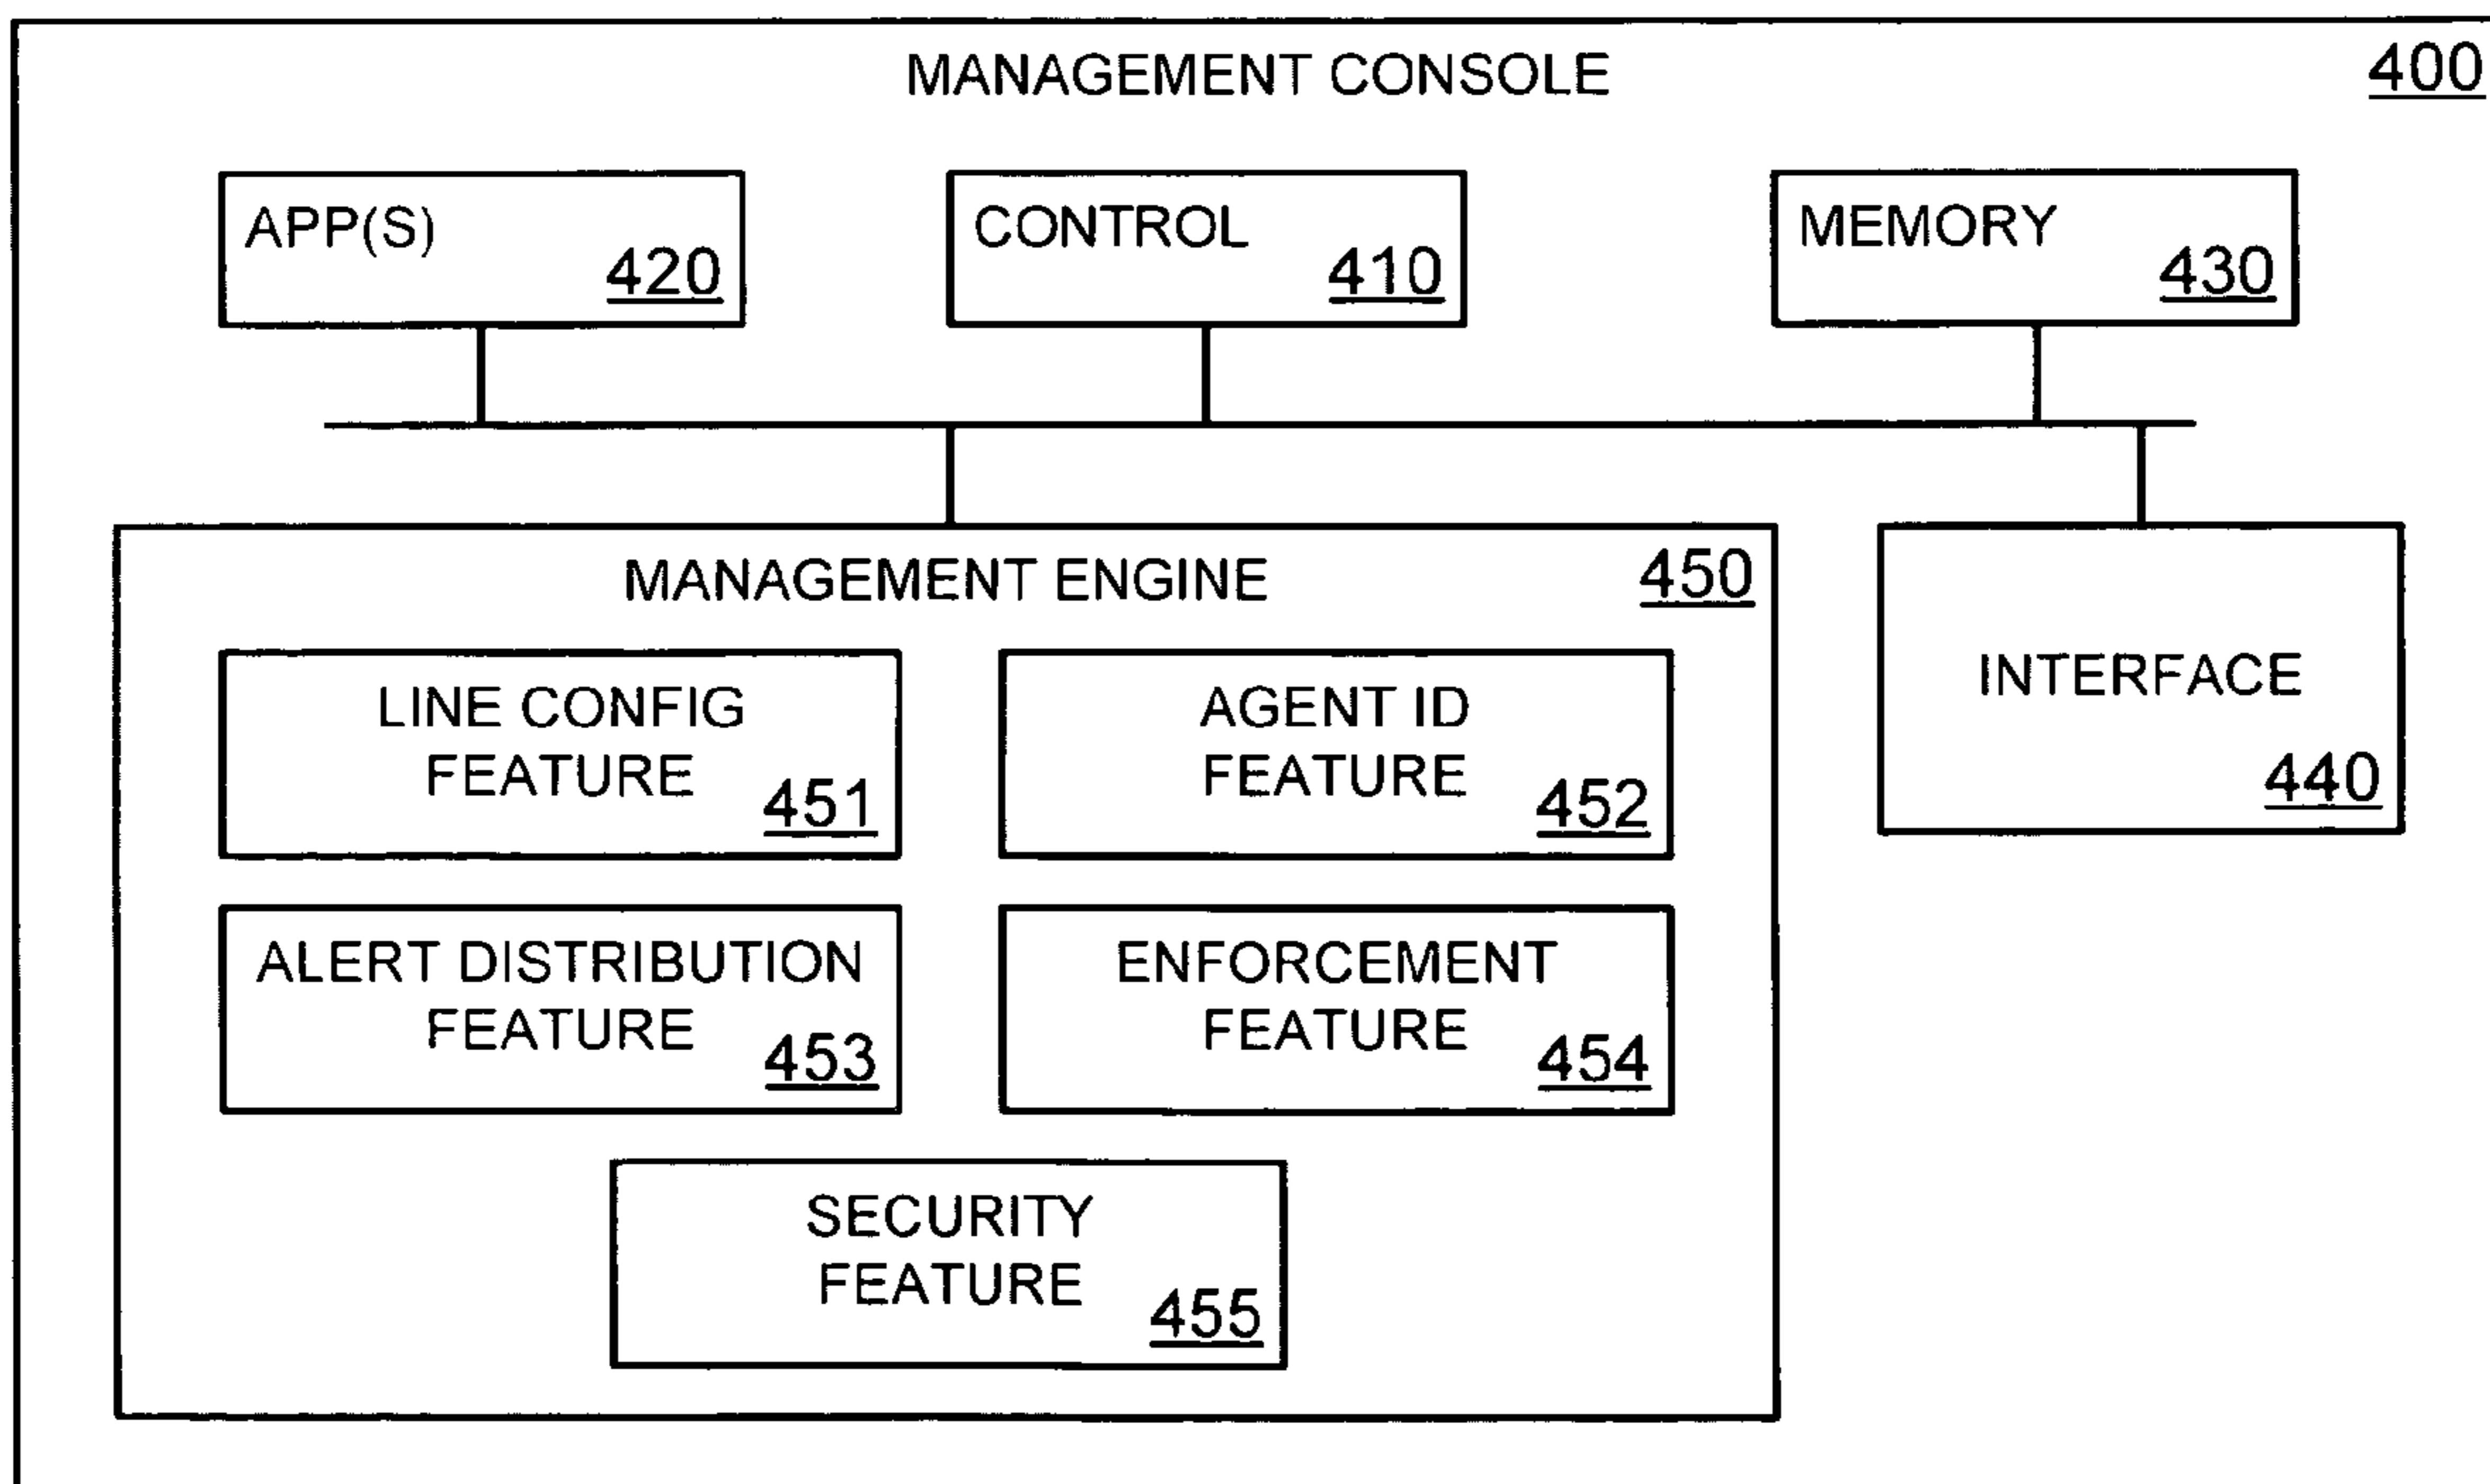 MANAGEMENT CONSOLE
400
APP(S)
420
CONTROL
410
MEMORY
430
MANAGEMENT ENGINE
450
LINE CONFIG
FEATURE
451
AGENT ID
FEATURE
452
INTERFACE
440
ALERT DISTRIBUTION
FEATURE
453
ENFORCEMENT
FEATURE
454
SECURITY
FEATURE
455